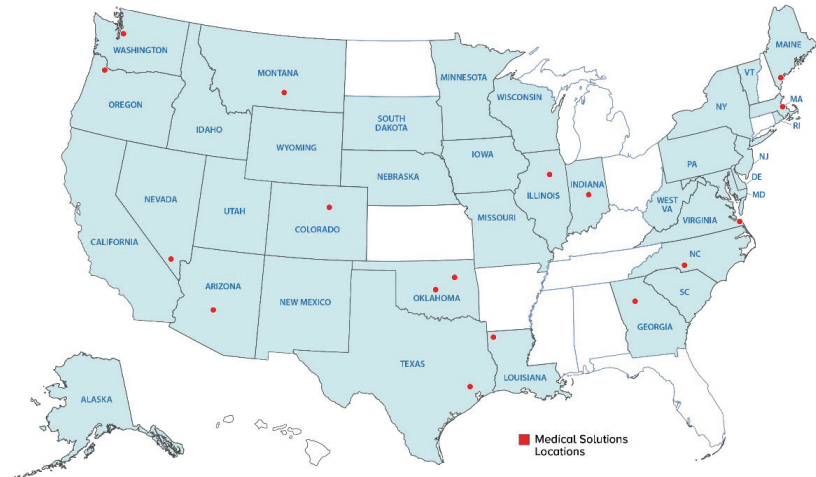 WASHINGTON
MAINE
MONTANA
VT
MINNESOTA
OREGON
WISCONSIN
NY
MA
SOUTH
DAKOTA
RI
IDAHO
WYOMING
IOWA
PA
NJ
NEBRASKA
DE
ILLINOIS
INDIANA
MD
NEVADA
UTAH
WEST
VA
MISSOURI
COLORADO
VIRGINIA
CALIFORNIA
NC
ARIZONA
OKLAHOMA
SC
NEW MEXICO
GEORGIA
TEXAS
LOUISIANA
ALASKA
Medical Solutions
Locations